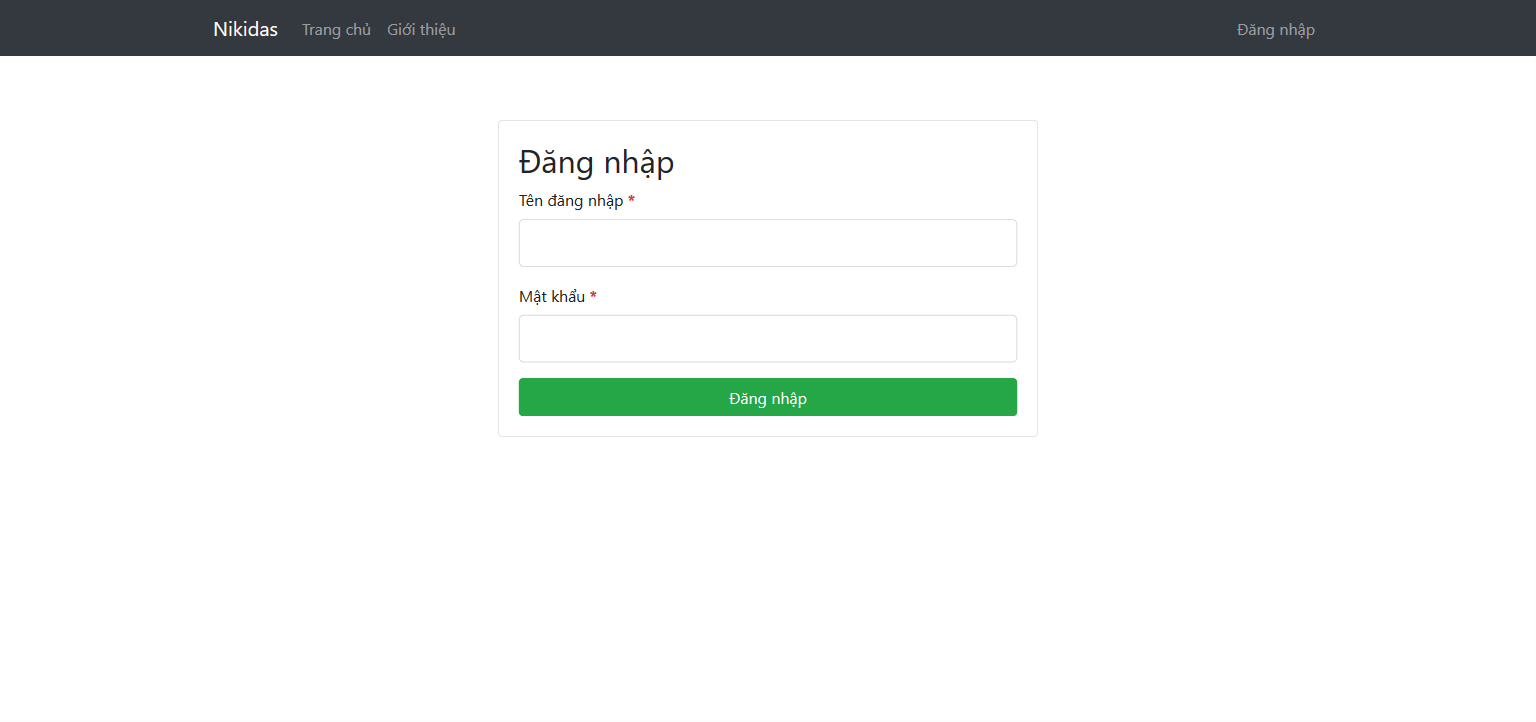 Nikidas Trang chủ Giới thiệu Đăng nhập
Đăng nhập
Tên đăng nhập *
Mật khẩu *
Đăng nhập